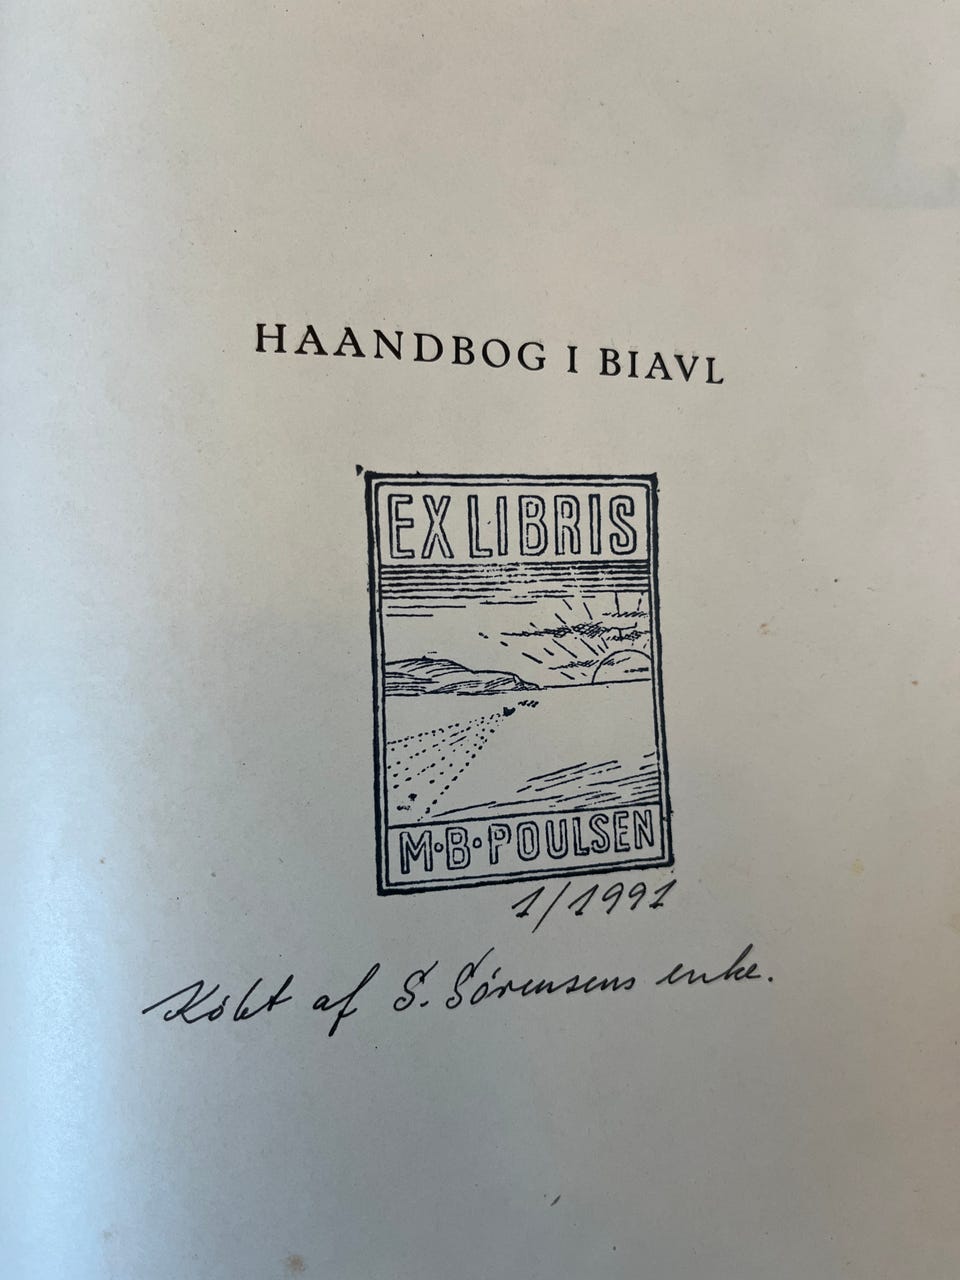 HAANDBOG I BIAVL
EX LIBRIS
M·B·POULSEN
1/1991
Købt af S. Sörensens enke.